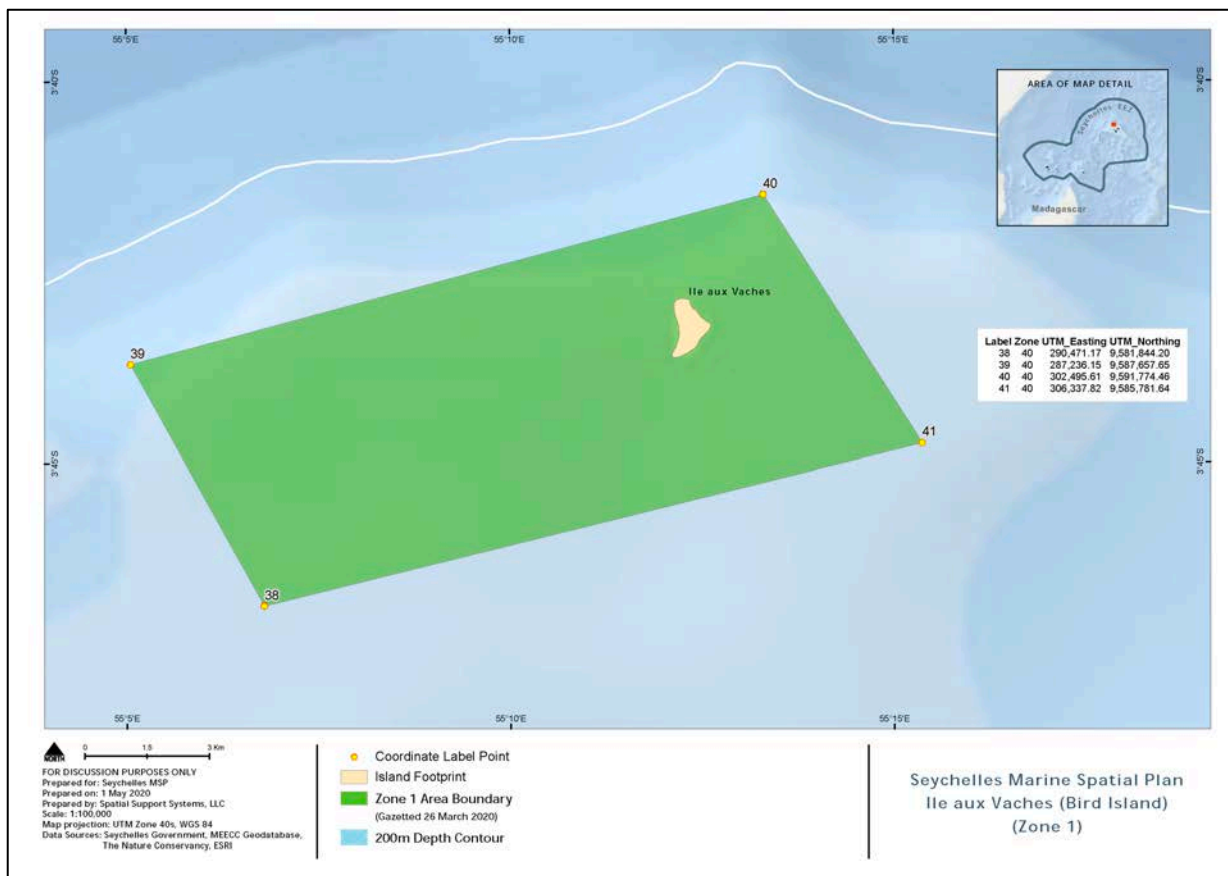 55°5'E
55°10'E
55°15'E
3°40'S
3°40'S
AREA OF MAP DETAIL
Seychelles EEZ
Madagascar
40
Ile aux Vaches
39
Label Zone UTM_Easting UTM_Northing
38 40 290,471.17 9,581,844.20
39 40 287,236.15 9,587,657.65
40 40 302,495.61 9,591,774.46
41 40 306,337.82 9,585,781.64
41
3°45'S
3°45'S
38
55°5'E
55°10'E
55°15'E
NORTH
0 1.5 3 Km
FOR DISCUSSION PURPOSES ONLY
Prepared for: Seychelles MSP
Prepared on: 1 May 2020
Prepared by: Spatial Support Systems, LLC
Scale: 1:100,000
Map projection: UTM Zone 40s, WGS 84
Data Sources: Seychelles Government, MEECC Geodatabase,
The Nature Conservancy, ESRI
Coordinate Label Point
Island Footprint
Zone 1 Area Boundary
(Gazetted 26 March 2020)
200m Depth Contour
Seychelles Marine Spatial Plan
Ile aux Vaches (Bird Island)
(Zone 1)